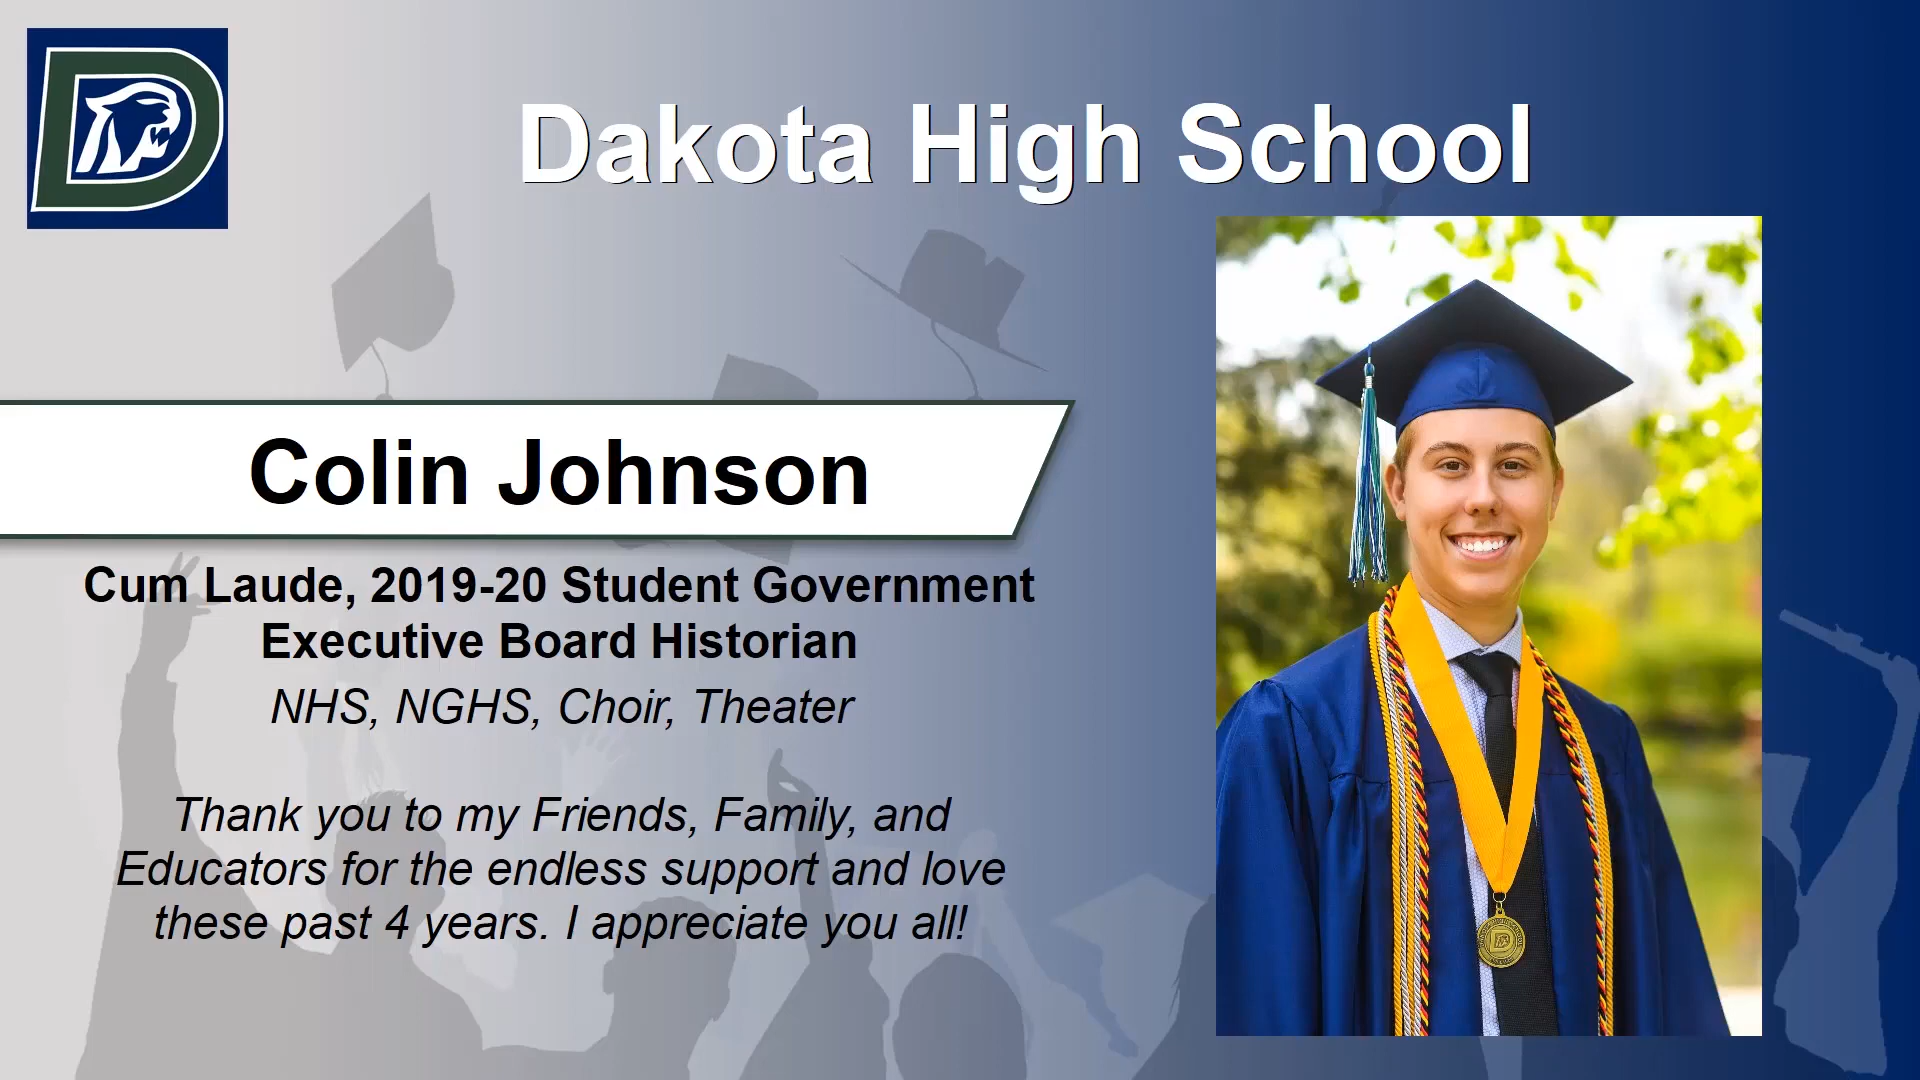 D
Dakota High School
Colin Johnson
Cum Laude, 2019-20 Student Government
Executive Board Historian
NHS, NGHS, Choir, Theater
Thank you to my Friends, Family, and
Educators for the endless support and love
these past 4 years. I appreciate you all!
D